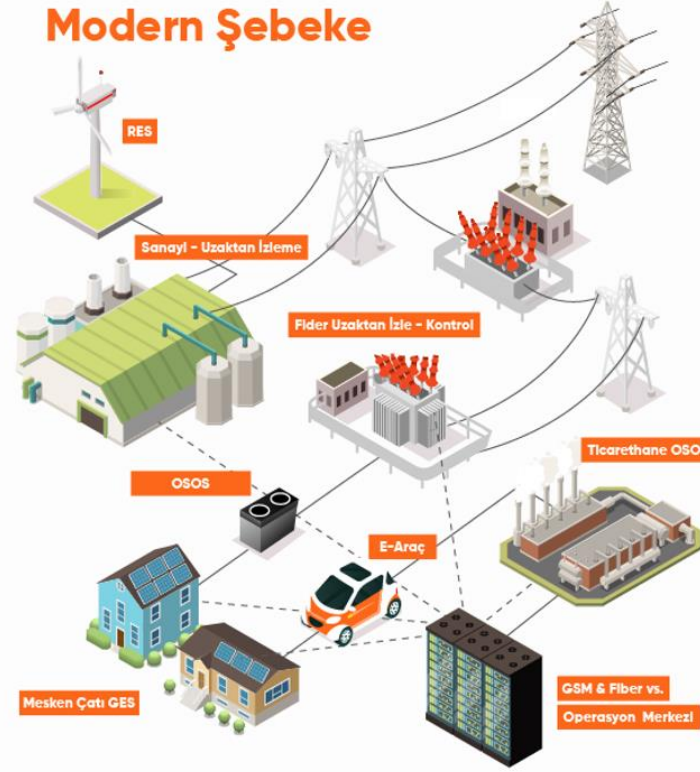 Modern Şebeke
RES
Sanayi - Uzaktan İzleme
Fider Uzaktan İzle - Kontrol
Ticarethane OSO
OSOS
E-Araç
Mesken Çatı GES
GSM & Fiber vs.
Operasyon Merkezi